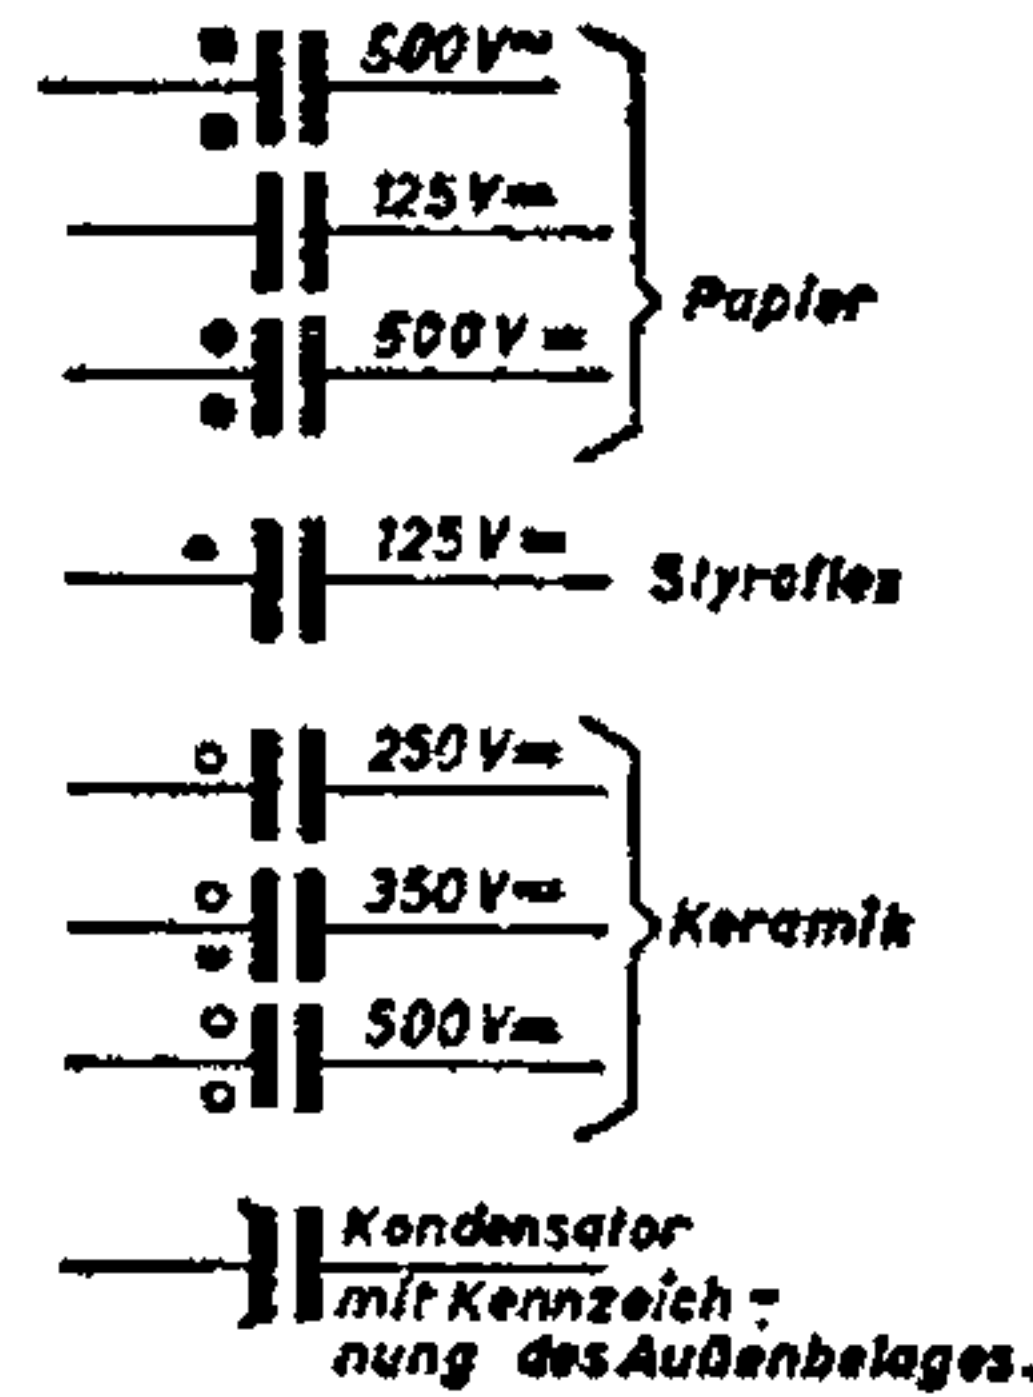 500V~
125V=
500V=
Papier
125V=
Styroflex
250V=
350V=
500V=
Keramik
Kondensator
mit Kennzeich-
nung des Außenbelages.